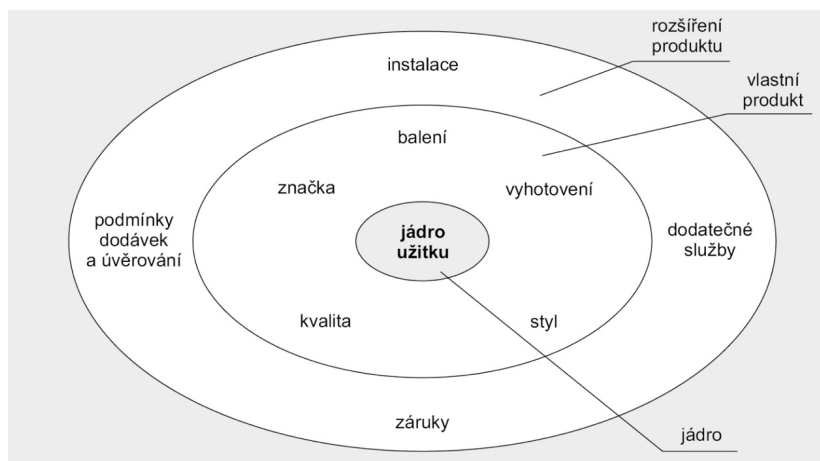 rozšíření
produktu
instalace
vlastní
produkt
balení
značka
vyhotovení
podmínky
dodávek
a úvěrování
jádro
užitku
dodatečné
služby
kvalita
styl
záruky
jádro